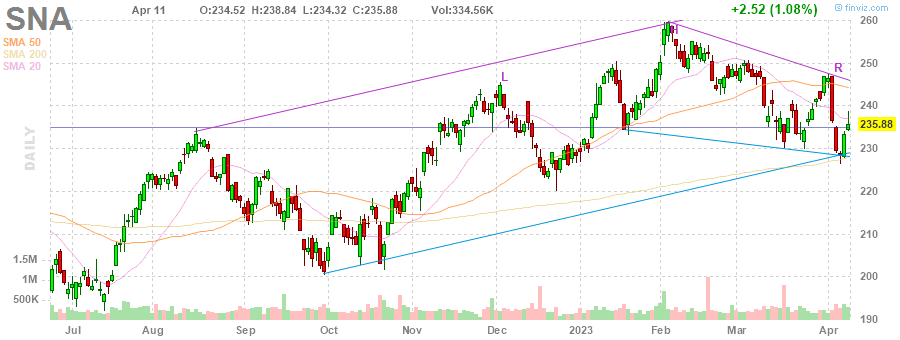 SNA
Apr 11 O:234.52 H:238.84 L:234.32 C:235.88 Vol:334.56K +2.52 (1.08%) © finviz.com
SMA 50
SMA 200
SMA 20
DAILY
260
250
240
235.88
230
220
210
200
190
1.5M
1M
500K
L
H
R
Jul Aug Sep Oct Nov Dec 2023 Feb Mar Apr